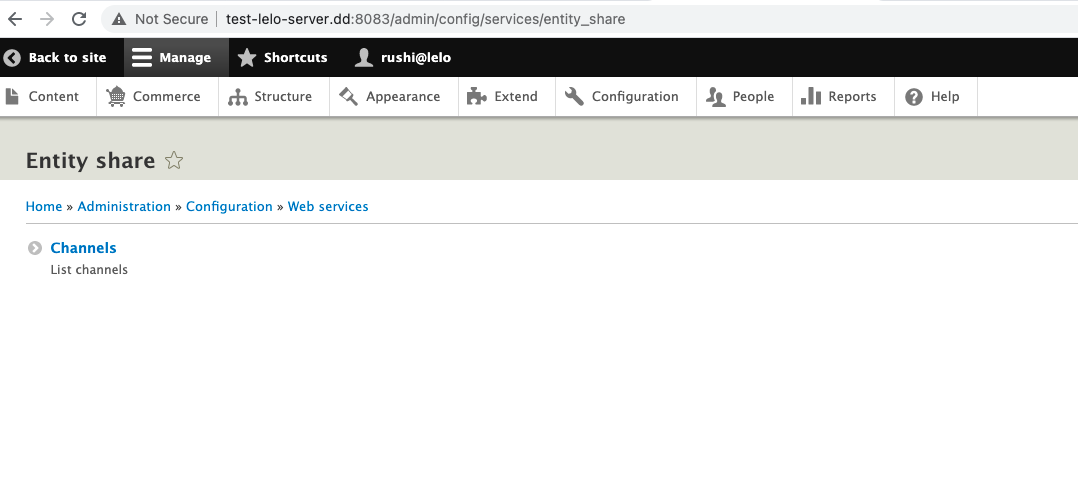 Not Secure | test-lelo-server.dd:8083/admin/config/services/entity_share
Back to site Manage Shortcuts rushi@lelo
Content Commerce Structure Appearance Extend Configuration People Reports Help
Entity share
Home » Administration » Configuration » Web services
Channels
List channels